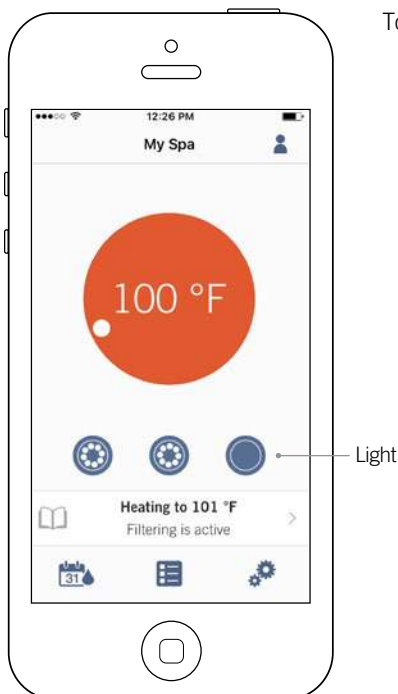 To
12:26 PM
My Spa
100 °F
Light
Heating to 101 °F
Filtering is active
31